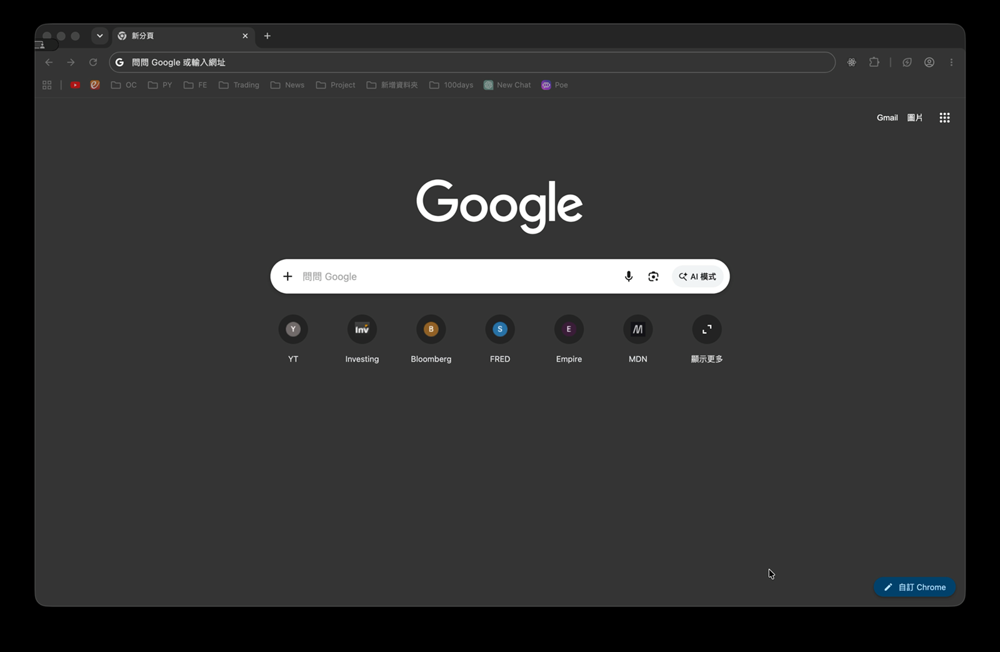 新分頁
問問 Google 或輸入網址
OC PY FE Trading News Project 新增資料夾 100days New Chat Poe
Gmail 圖片
Google
問問 Google AI 模式
Y Inv B S E M
YT Investing Bloomberg FRED Empire MDN 顯示更多
自訂 Chrome